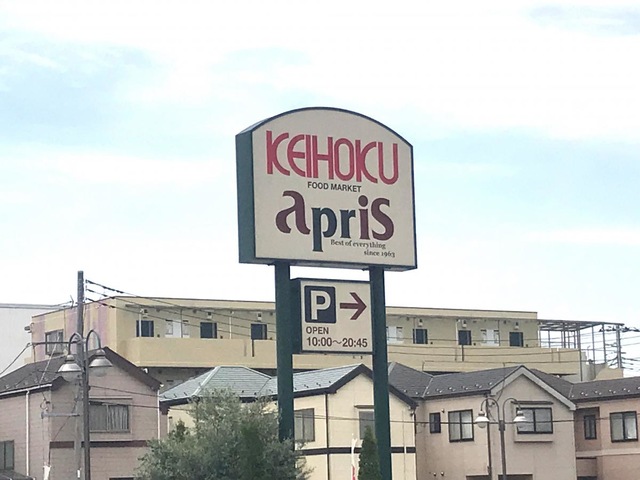 KEIHOKU
FOOD MARKET
apriS
Best of everything
since 1963
P →
OPEN
10:00〜20:45